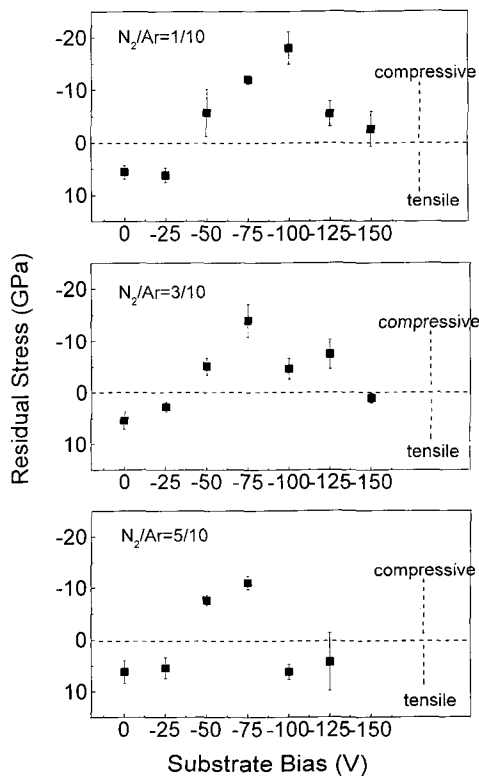 N₂/Ar=1/10
-20
-10
0
10
compressive
tensile
0 -25 -50 -75 -100 -125 -150
Residual Stress (GPa)
N₂/Ar=3/10
-20
-10
0
10
compressive
tensile
0 -25 -50 -75 -100 -125 -150
N₂/Ar=5/10
-20
-10
0
10
compressive
tensile
0 -25 -50 -75 -100 -125 -150
Substrate Bias (V)